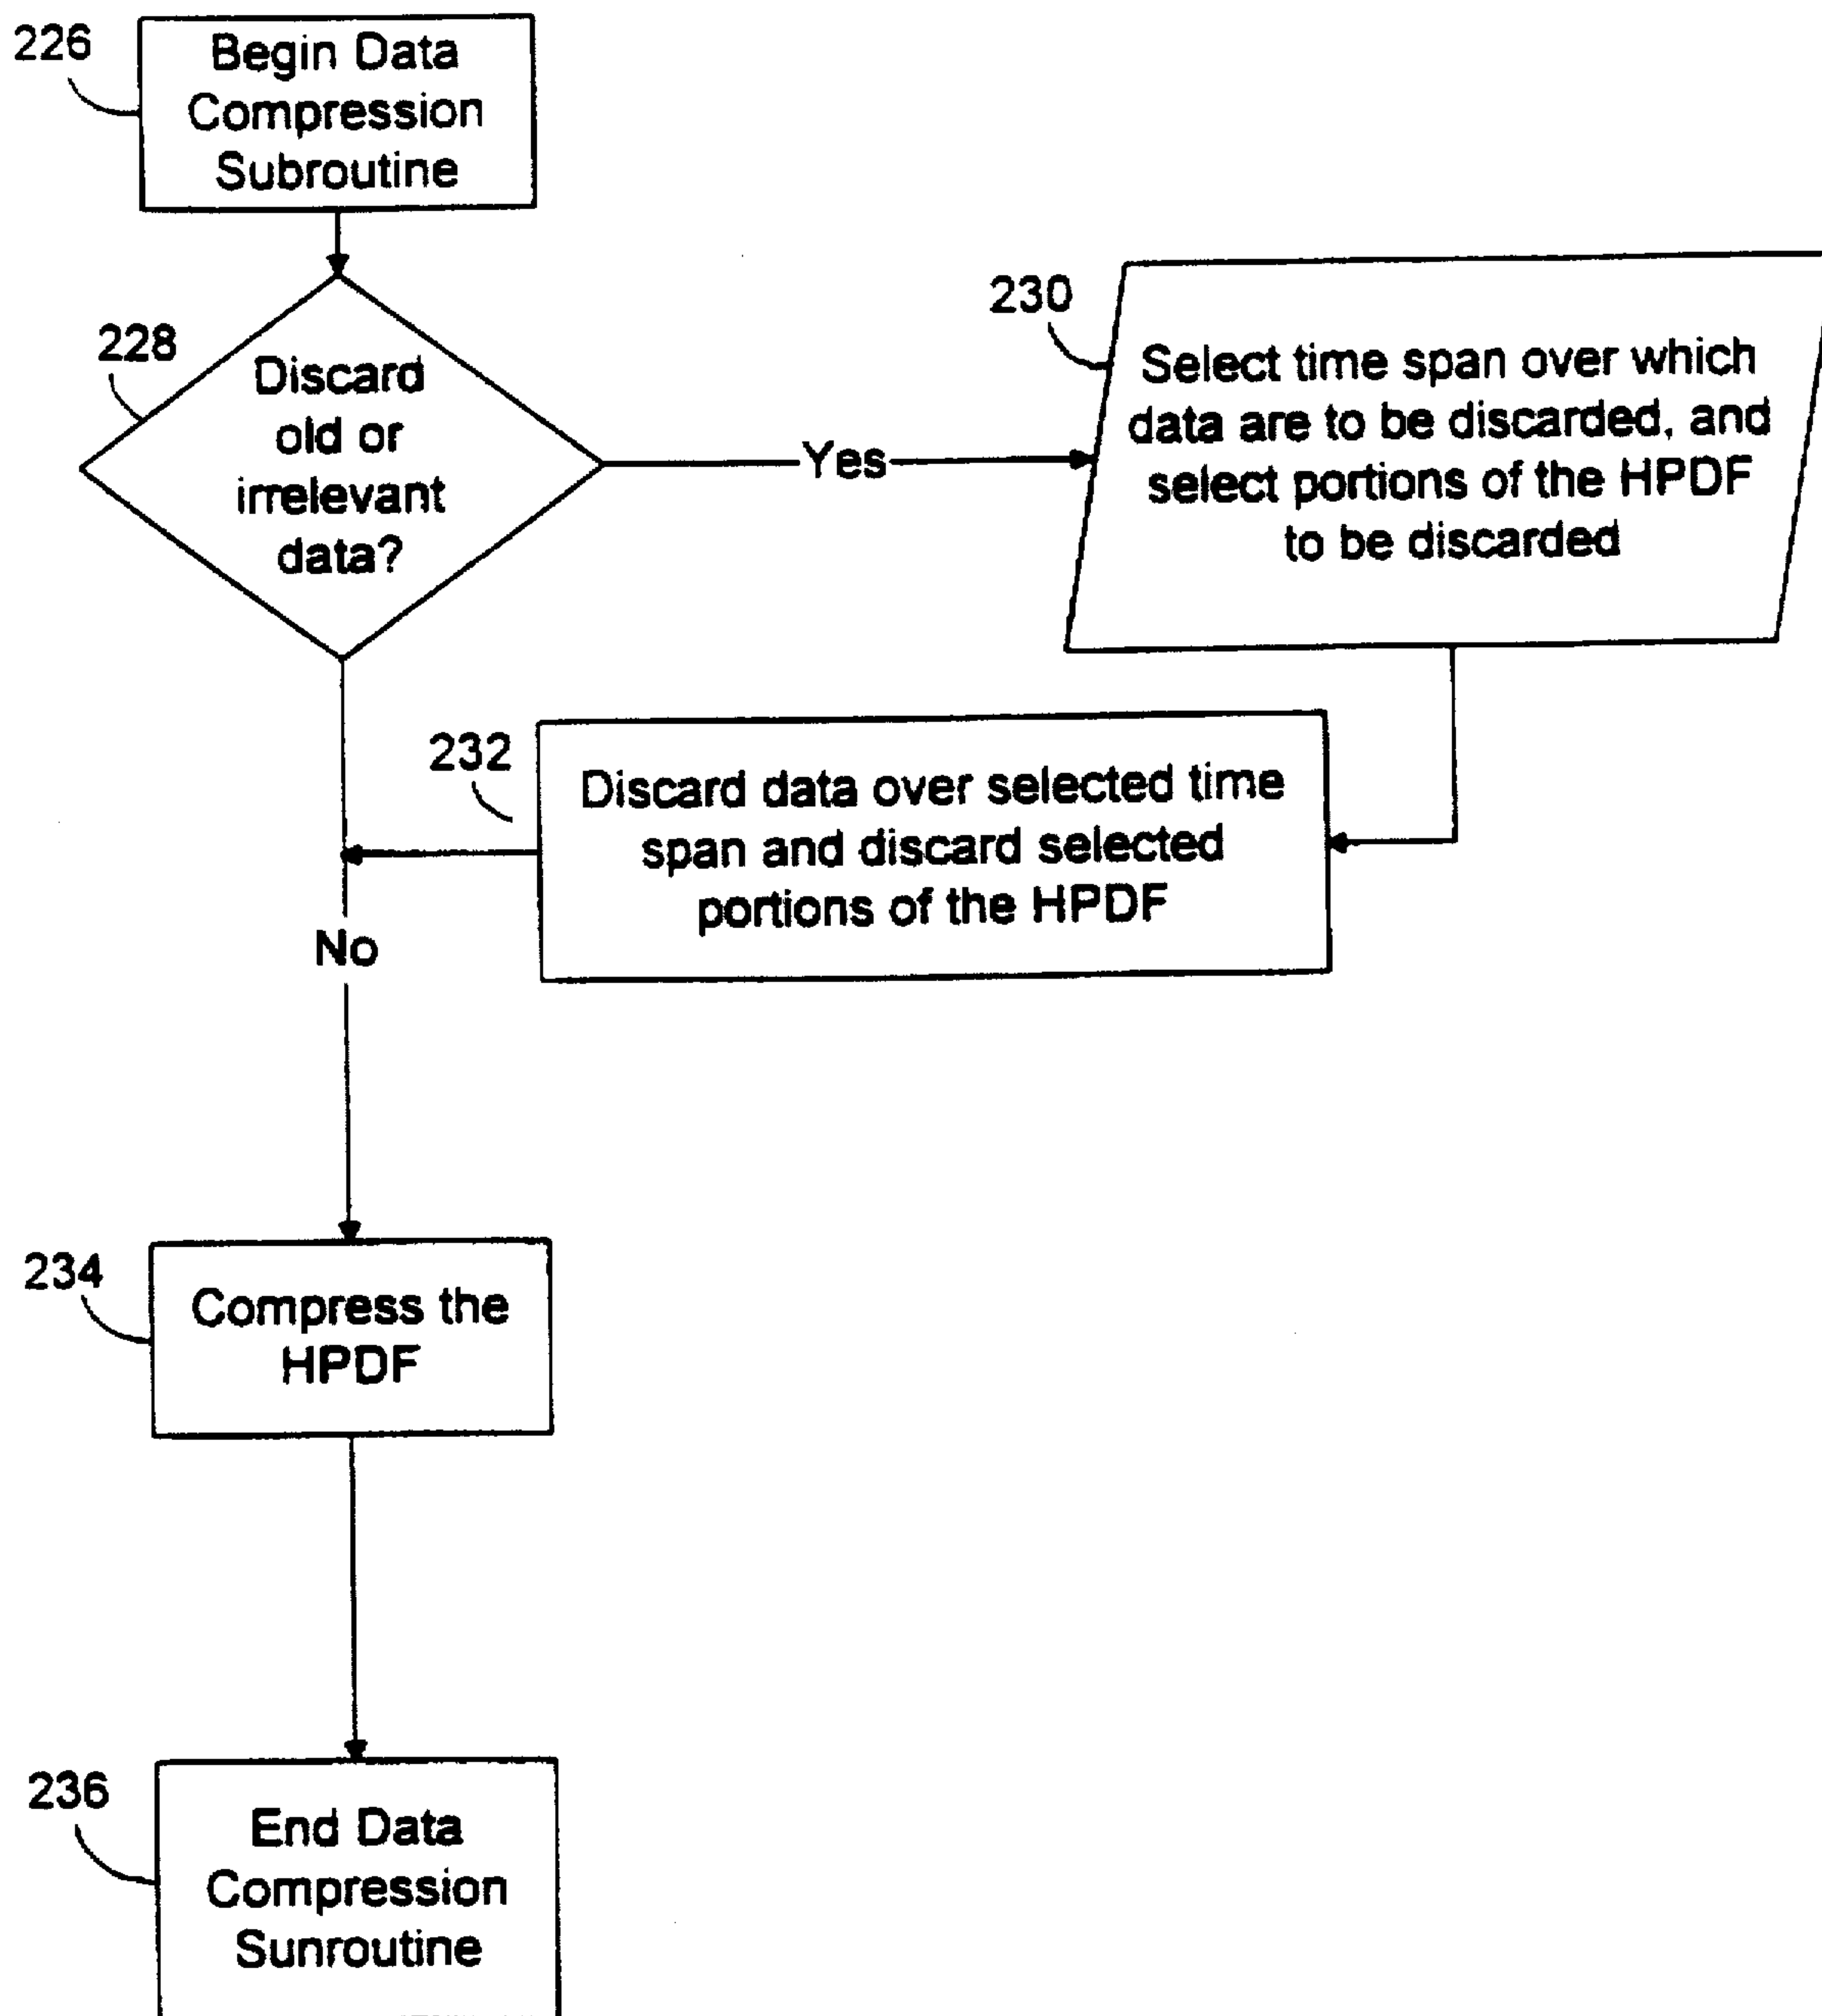 226
Begin Data
Compression
Subroutine
228
Discard
old or
irrelevant
data?
Yes
230
Select time span over which
data are to be discarded, and
select portions of the HPDF
to be discarded
232
Discard data over selected time
span and discard selected
portions of the HPDF
No
234
Compress the
HPDF
236
End Data
Compression
Sunroutine